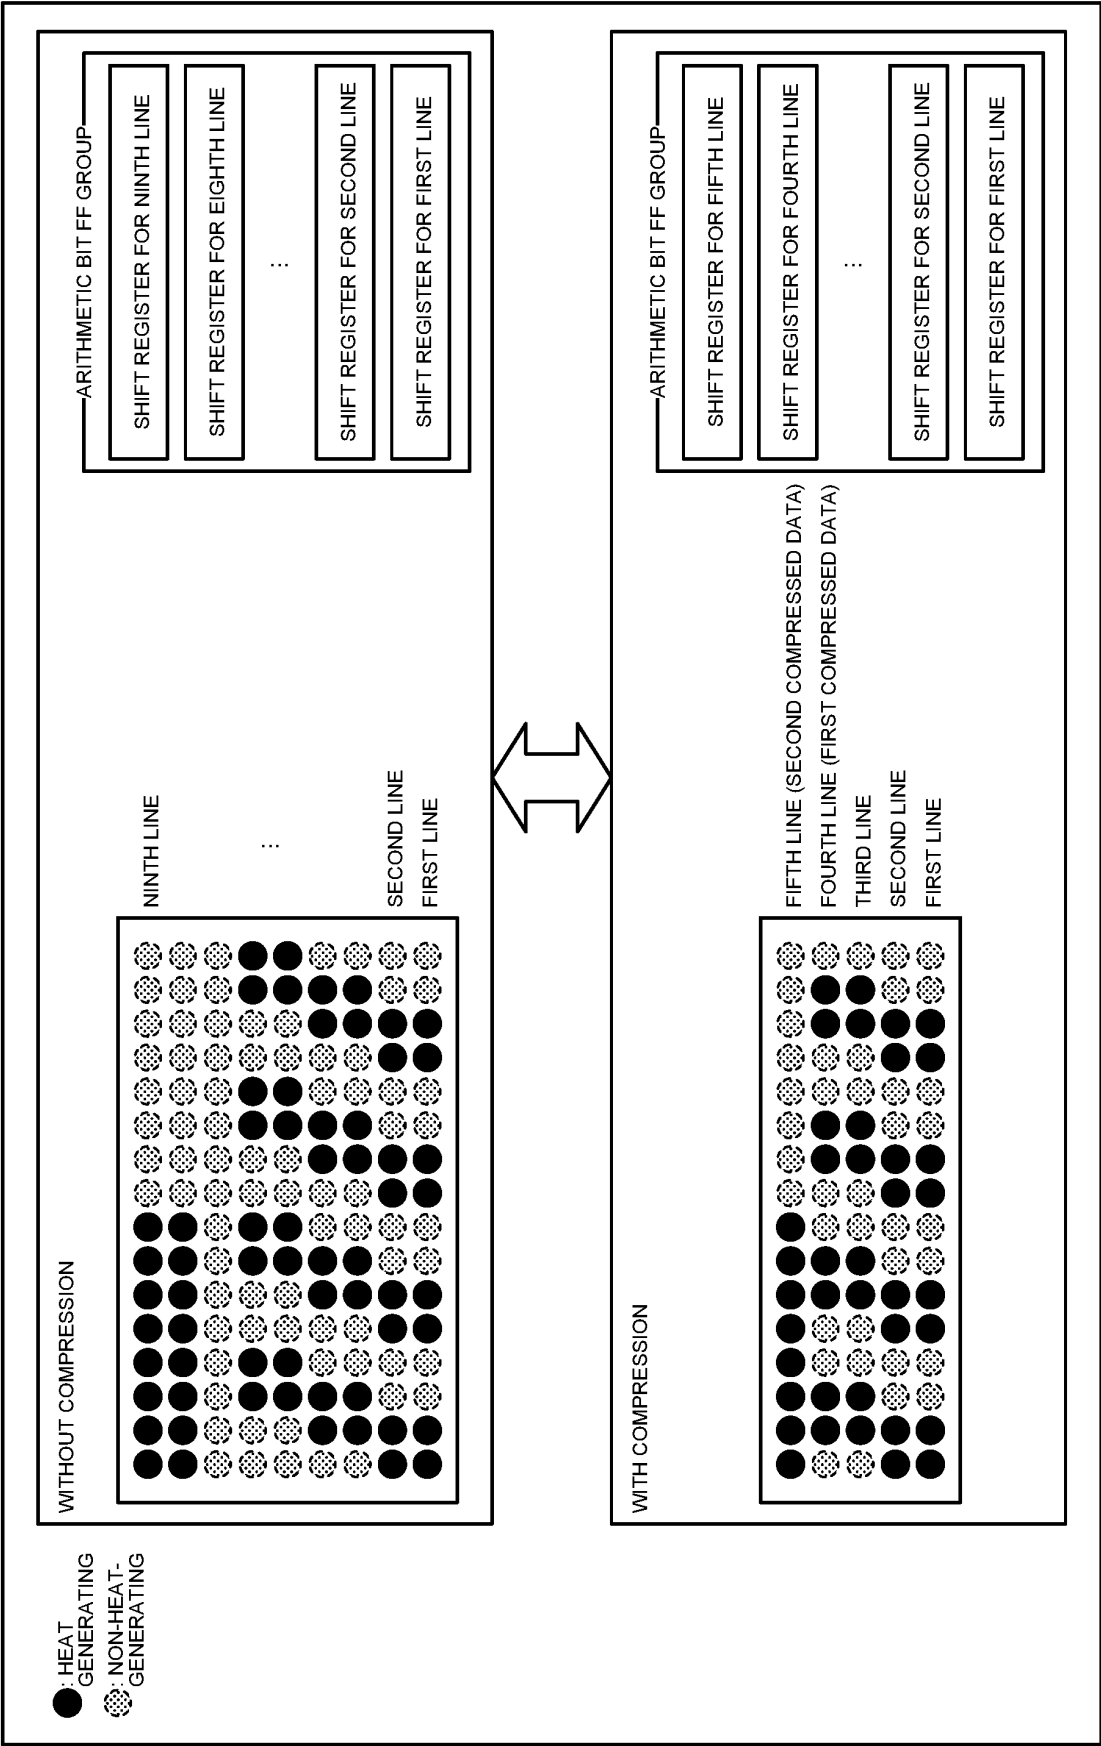 : HEAT
GENERATING
: NON-HEAT-
GENERATING
WITHOUT COMPRESSION
NINTH LINE
...
SECOND LINE
FIRST LINE
ARITHMETIC BIT FF GROUP
SHIFT REGISTER FOR NINTH LINE
SHIFT REGISTER FOR EIGHTH LINE
...
SHIFT REGISTER FOR SECOND LINE
SHIFT REGISTER FOR FIRST LINE
WITH COMPRESSION
FIFTH LINE (SECOND COMPRESSED DATA)
FOURTH LINE (FIRST COMPRESSED DATA)
THIRD LINE
SECOND LINE
FIRST LINE
ARITHMETIC BIT FF GROUP
SHIFT REGISTER FOR FIFTH LINE
SHIFT REGISTER FOR FOURTH LINE
...
SHIFT REGISTER FOR SECOND LINE
SHIFT REGISTER FOR FIRST LINE